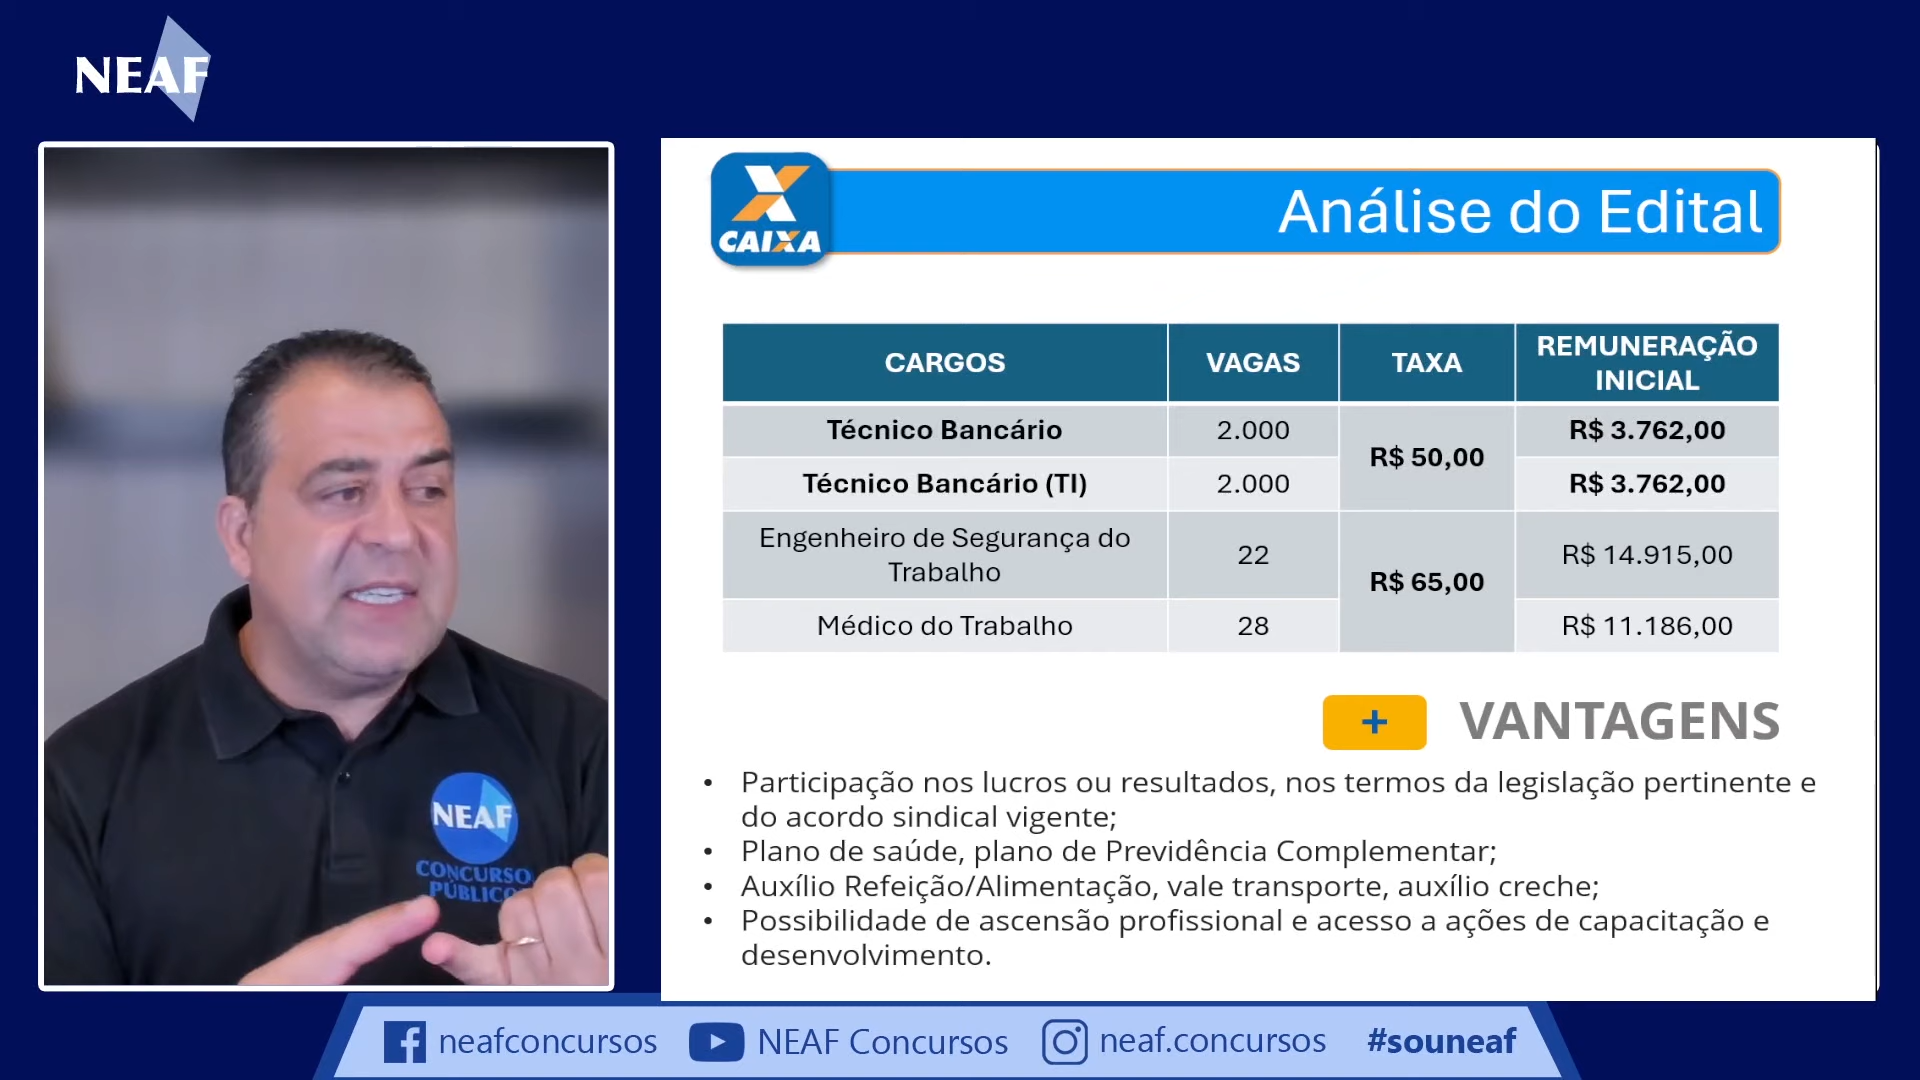 NEAF
CAIXA
Análise do Edital
CARGOS VAGAS TAXA REMUNERAÇÃO INICIAL
Técnico Bancário 2.000 R$ 50,00 R$ 3.762,00
Técnico Bancário (TI) 2.000 R$ 3.762,00
Engenheiro de Segurança do Trabalho 22 R$ 65,00 R$ 14.915,00
Médico do Trabalho 28 R$ 11.186,00
+ VANTAGENS
• Participação nos lucros ou resultados, nos termos da legislação pertinente e
do acordo sindical vigente;
• Plano de saúde, plano de Previdência Complementar;
• Auxílio Refeição/Alimentação, vale transporte, auxílio creche;
• Possibilidade de ascensão profissional e acesso a ações de capacitação e
desenvolvimento.
NEAF
CONCURSO
PÚBLICO
neafconcursos NEAF Concursos neaf.concursos #souneaf